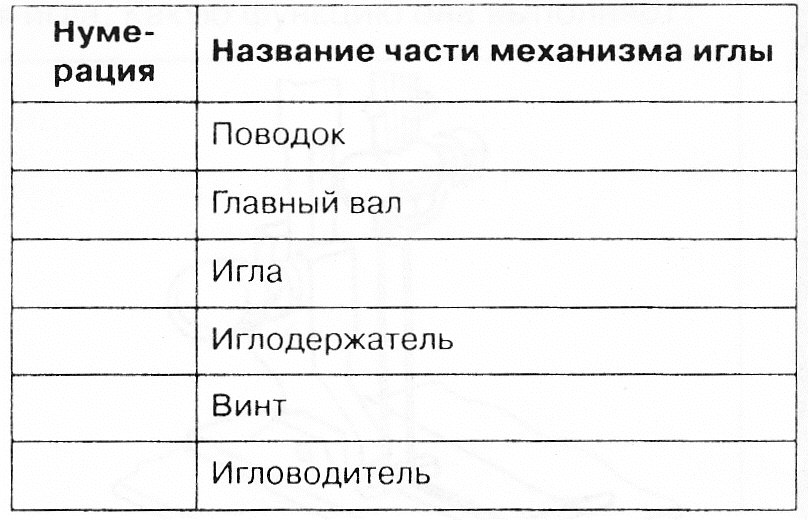 Нуме-
рация
Название части механизма иглы
Поводок
Главный вал
Игла
Иглодержатель
Винт
Игловодитель